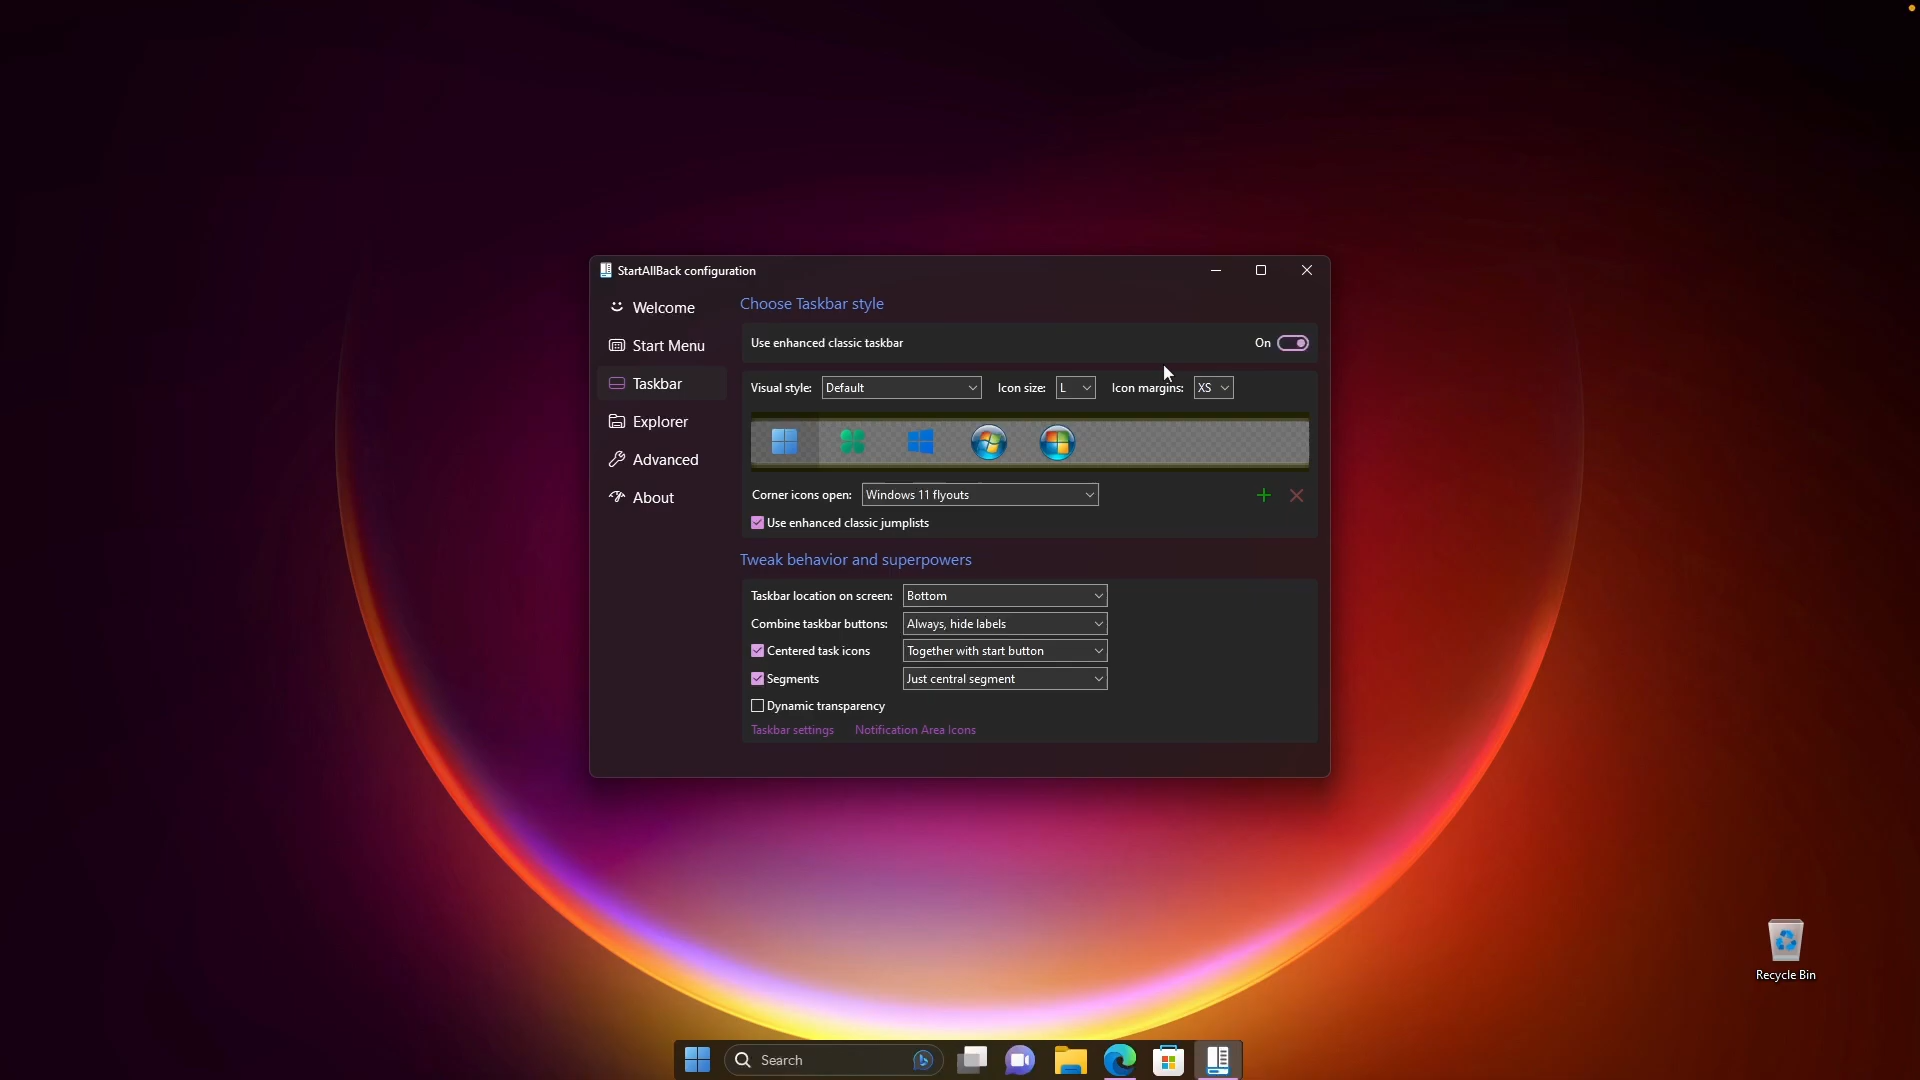 StartAllBack configuration
Welcome
Start Menu
Taskbar
Explorer
Advanced
About
Choose Taskbar style
Use enhanced classic taskbar
On
Visual style: Default Icon size: L Icon margins: XS
Corner icons open: Windows 11 flyouts
Use enhanced classic jumplists
Tweak behavior and superpowers
Taskbar location on screen: Bottom
Combine taskbar buttons: Always, hide labels
Centered task icons Together with start button
Segments Just central segment
Dynamic transparency
Taskbar settings Notification Area Icons
Recycle Bin
Search